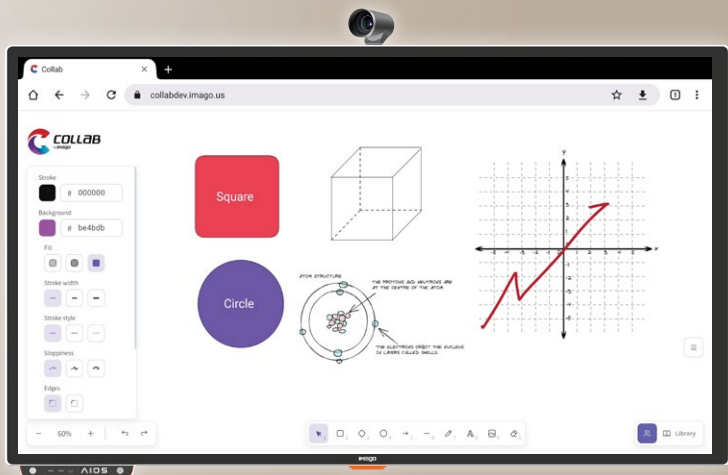 Collab
collabdev.imago.us
COLLAB
Stroke
# 000000
Background
# be4bdb
Fill
Stroke width
Stroke style
Sloppiness
Edges
Square
Circle
ATOM STRUCTURE
THE PROTONS AND NEUTRONS ARE
AT THE CENTRE OF THE ATOM
THE ELECTRONS ORBIT THE NUCLEUS
IN LAYERS CALLED SHELLS.
y
x
− 60% +
A
Library
imago
AIDS